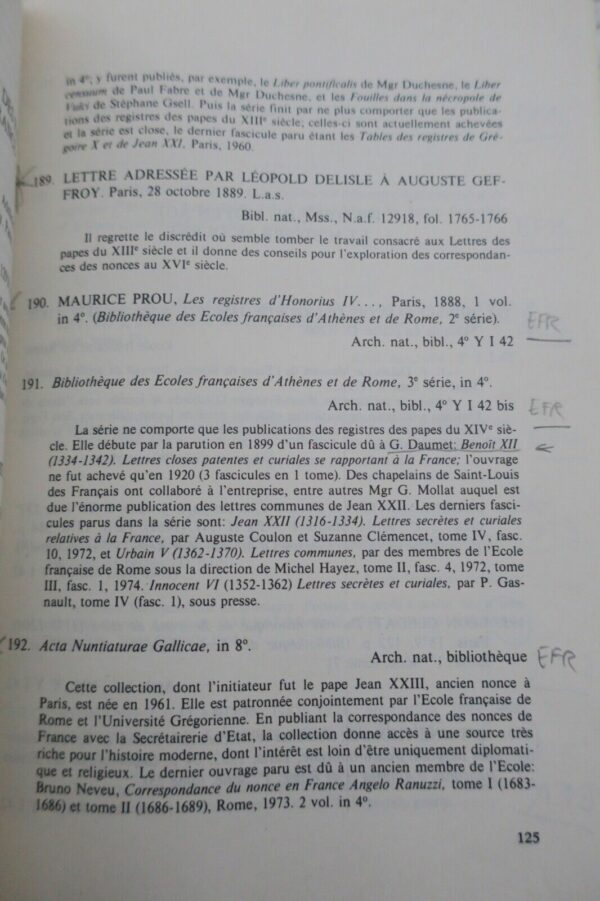 in 4°; y furent publiés, par exemple, le Liber pontificalis de Mgr Duchesne, le Liber
censuum de Paul Fabre et de Mgr Duchesne, et les Fouilles dans la nécropole de
Vulci de Stéphane Gsell. Puis la série finit par ne plus comporter que les publica-
tions des registres des papes du XIIIe siècle, celles-ci sont actuellement achevées
et la série est close, le dernier fascicule paru étant les Tables des registres de Gré-
goire X et de Jean XXI, Paris, 1960.
189. LETTRE ADRESSÉE PAR LÉOPOLD DELISLE À AUGUSTE GEF-
FROY. Paris, 28 octobre 1889. L.a.s.
Bibl. nat., Mss., N.a.f. 12918, fol. 1765-1766
Il regrette le discrédit où semble tomber le travail consacré aux Lettres des
papes du XIIIe siècle et il donne des conseils pour l'exploration des correspondan-
ces des nonces au XVIe siècle.
190. MAURICE PROU, Les registres d'Honorius IV..., Paris, 1888, 1 vol.
in 4°. (Bibliothèque des Ecoles françaises d'Athènes et de Rome, 2e série).
EFR
Arch. nat., bibl., 4° Y I 42
191. Bibliothèque des Ecoles françaises d'Athènes et de Rome, 3e série, in 4°.
Arch. nat., bibl., 4° Y I 42 bis EFR
La série ne comporte que les publications des registres des papes du XIVe siè-
cle. Elle débute par la parution en 1899 d'un fascicule dû à G. Daumet: Benoît XII
(1334-1342). Lettres closes patentes et curiales se rapportant à la France; l'ouvrage
ne fut achevé qu'en 1920 (3 fascicules en 1 tome). Des chapelains de Saint-Louis
des Français ont collaboré à l'entreprise, entre autres Mgr G. Mollat auquel est
due l'énorme publication des lettres communes de Jean XXII. Les derniers fasci-
cules parus dans la série sont: Jean XXII (1316-1334). Lettres secrètes et curiales
relatives à la France, par Auguste Coulon et Suzanne Clémencet, tome IV, fasc.
10, 1972, et Urbain V (1362-1370). Lettres communes, par des membres de l'Ecole
française de Rome sous la direction de Michel Hayez, tome II, fasc. 4, 1972, tome
III, fasc. 1, 1974. Innocent VI (1352-1362) Lettres secrètes et curiales, par P. Gas-
nault, tome IV (fasc. 1), sous presse.
192. Acta Nuntiaturae Gallicae, in 8°.
Arch. nat., bibliothèque EFR
Cette collection, dont l'initiateur fut le pape Jean XXIII, ancien nonce à
Paris, est née en 1961. Elle est patronnée conjointement par l'Ecole française de
Rome et l'Université Grégorienne. En publiant la correspondance des nonces de
France avec la Secrétairerie d'Etat, la collection donne accès à une source très
riche pour l'histoire moderne, dont l'intérêt est loin d'être uniquement diplomati-
que et religieux. Le dernier ouvrage paru est dû à un ancien membre de l'Ecole:
Bruno Neveu, Correspondance du nonce en France Angelo Ranuzzi, tome I (1683-
1686) et tome II (1686-1689), Rome, 1973. 2 vol. in 4°.
125